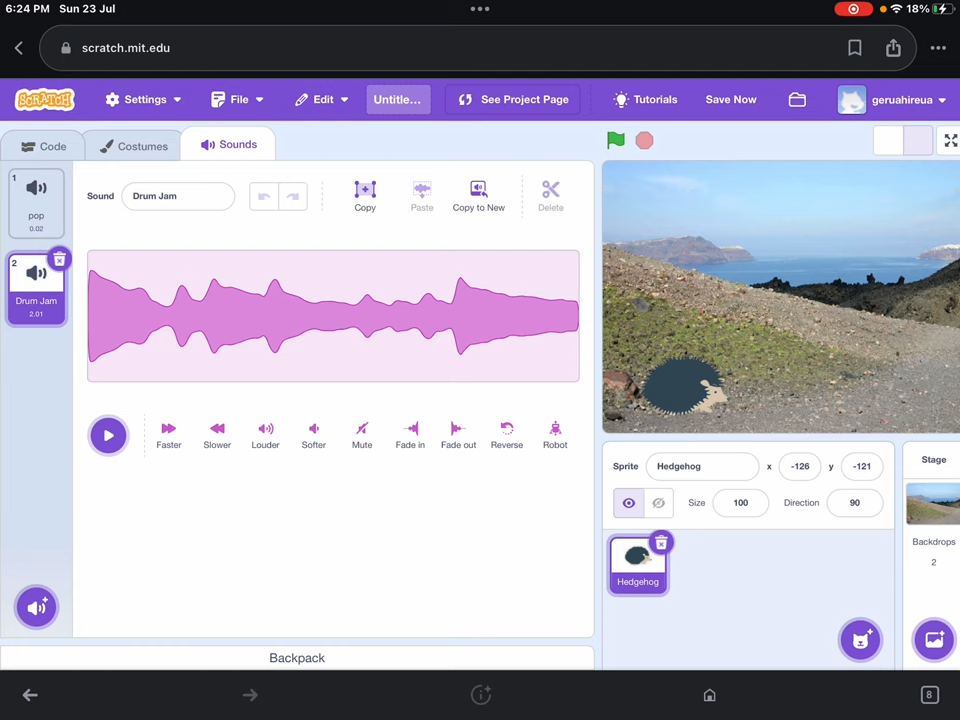 6:24 PM Sun 23 Jul
18%
scratch.mit.edu
SCRATCH
Settings
File
Edit
Untitle...
See Project Page
Tutorials
Save Now
geruahireua
Code
Costumes
Sounds
1
pop
0.02
2
Drum Jam
2.01
Sound
Drum Jam
Copy
Paste
Copy to New
Delete
Faster
Slower
Louder
Softer
Mute
Fade in
Fade out
Reverse
Robot
Sprite
Hedgehog
x
-126
y
-121
Size
100
Direction
90
Hedgehog
Stage
Backdrops
2
Backpack
8